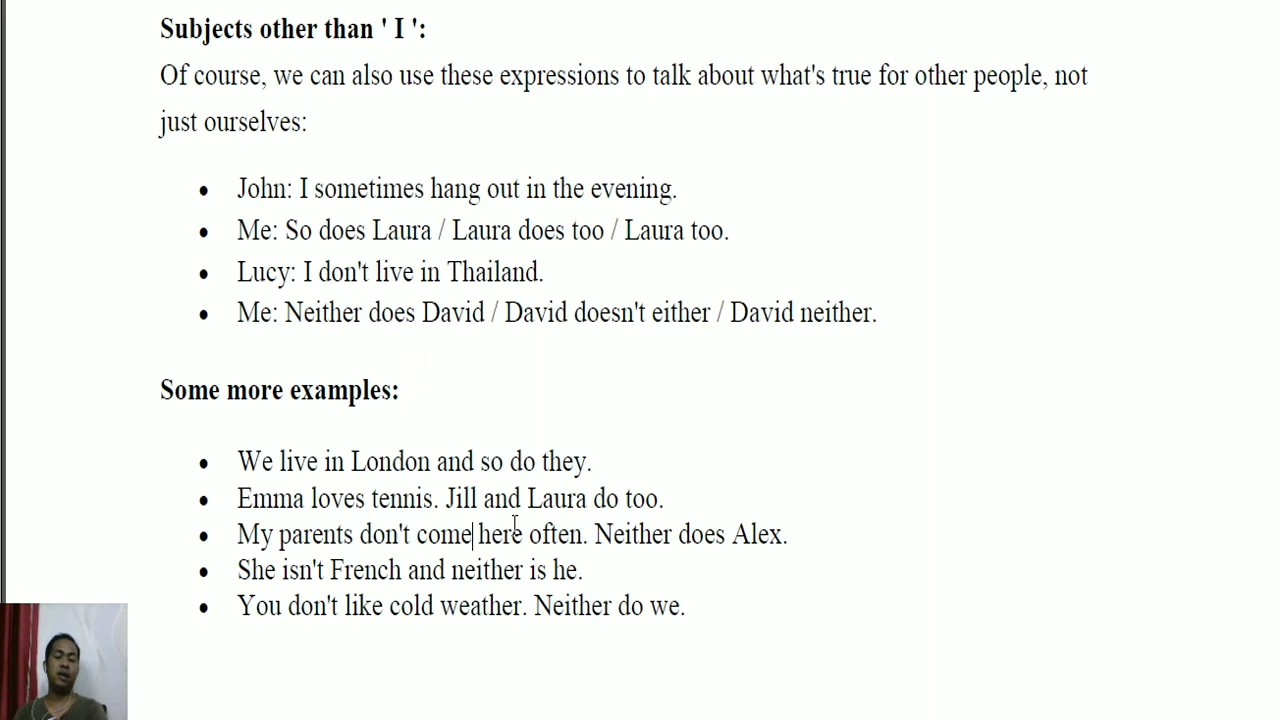 Subjects other than ' I ':
Of course, we can also use these expressions to talk about what's true for other people, not
just ourselves:
• John: I sometimes hang out in the evening.
• Me: So does Laura / Laura does too / Laura too.
• Lucy: I don't live in Thailand.
• Me: Neither does David / David doesn't either / David neither.
Some more examples:
• We live in London and so do they.
• Emma loves tennis. Jill and Laura do too.
• My parents don't come here often. Neither does Alex.
• She isn't French and neither is he.
• You don't like cold weather. Neither do we.